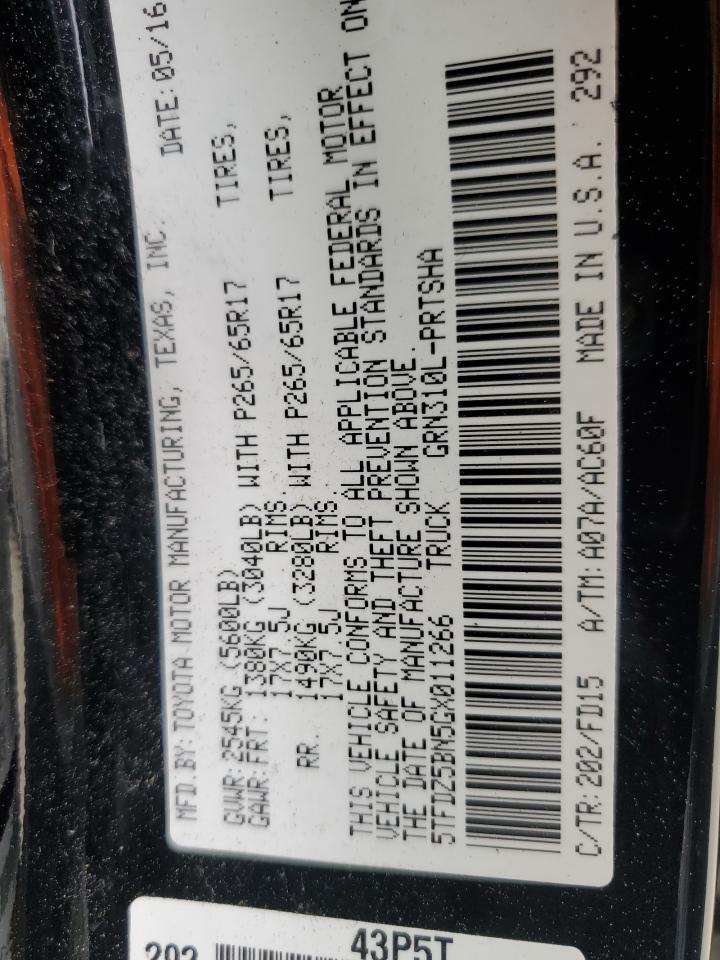 MFD.BY:TOYOTA MOTOR MANUFACTURING, TEXAS, INC. DATE:05/16
GVWR:2545KG (5600LB)
GAWR:FRT: 1380KG (3040LB) WITH P265/65R17 TIRES,
17X7.5J RIMS.
RR. 1490KG (3280LB) WITH P265/65R17 TIRES,
17X7.5J RIMS.
THIS VEHICLE CONFORMS TO ALL APPLICABLE FEDERAL MOTOR
VEHICLE SAFETY AND THEFT PREVENTION STANDARDS IN EFFECT ON
THE DATE OF MANUFACTURE SHOWN ABOVE.
5TFDZ5BN5GX011266 TRUCK GRN310L-PRTSHA
C/TR:202/FD15 A/TM:A07A/AC60F MADE IN U.S.A. 292
43P5T
202